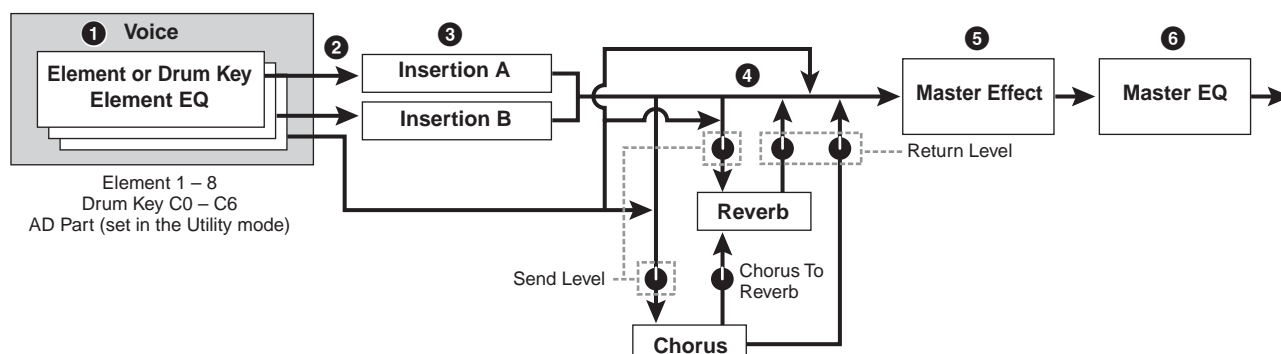 1 Voice
2
3
4
5
6
Element or Drum Key
Element EQ
Insertion A
Insertion B
Master Effect
Master EQ
Element 1 – 8
Drum Key C0 – C6
AD Part (set in the Utility mode)
Return Level
Reverb
Send Level
Chorus To
Reverb
Chorus